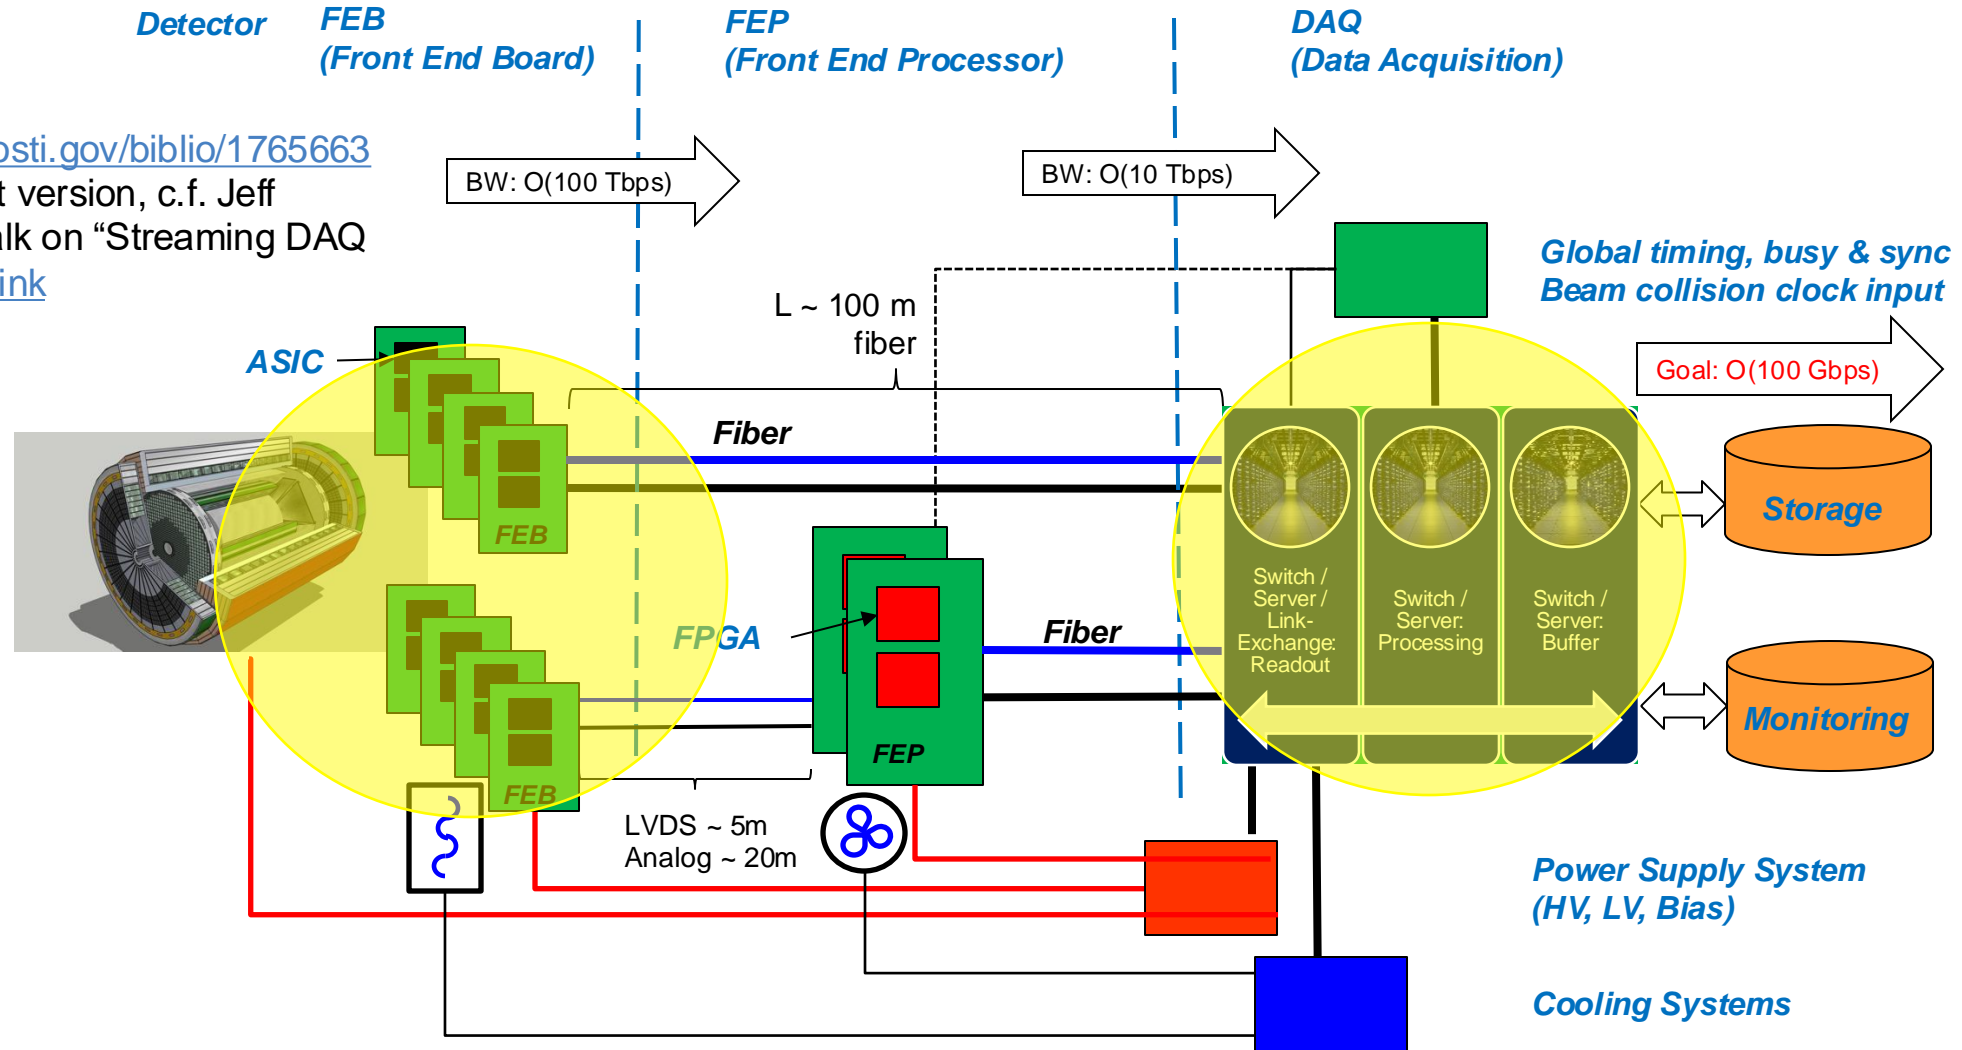 Detector
FEB
(Front End Board)
FEP
(Front End Processor)
DAQ
(Data Acquisition)
osti.gov/biblio/1765663
t version, c.f. Jeff
alk on “Streaming DAQ
ink
BW: O(100 Tbps)
BW: O(10 Tbps)
Global timing, busy & sync
Beam collision clock input
L ~ 100 m
fiber
ASIC
Goal: O(100 Gbps)
Fiber
FEB
Storage
Switch /
Server /
Link-
Exchange:
Readout
Switch /
Server:
Processing
Switch /
Server:
Buffer
FPGA
Fiber
Monitoring
FEP
FEB
LVDS ~ 5m
Analog ~ 20m
Power Supply System
(HV, LV, Bias)
Cooling Systems